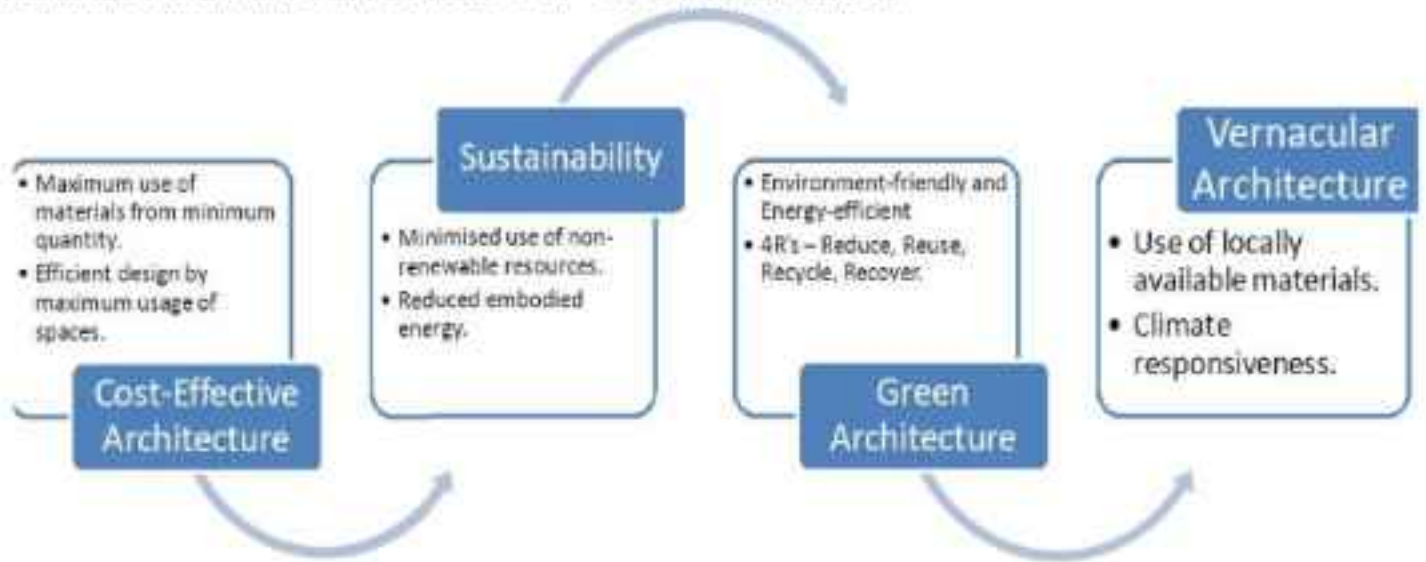 • Maximum use of
materials from minimum
quantity.
• Efficient design by
maximum usage of
spaces.
Cost-Effective
Architecture
Sustainability
• Minimised use of non-
renewable resources.
• Reduced embodied
energy.
• Environment-friendly and
Energy-efficient
• 4R's – Reduce, Reuse,
Recycle, Recover.
Green
Architecture
Vernacular
Architecture
• Use of locally
available materials.
• Climate
responsiveness.